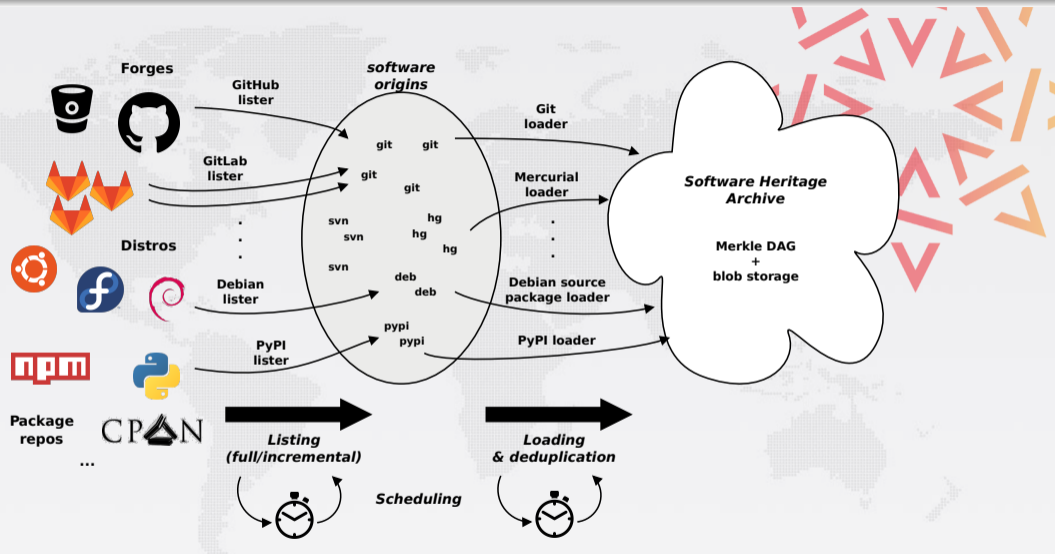 Forges
GitHub
lister
GitLab
lister
.
.
.
Distros
Debian
lister
PyPI
lister
npm
CPAN
Package
repos
...
software
origins
git git
git
git
svn
svn
svn
hg
hg
hg
deb
deb
pypi
pypi
Git
loader
Mercurial
loader
.
.
.
Debian source
package loader
PyPI loader
Software Heritage
Archive
Merkle DAG
+
blob storage
Listing
(full/incremental)
Scheduling
Loading
& deduplication